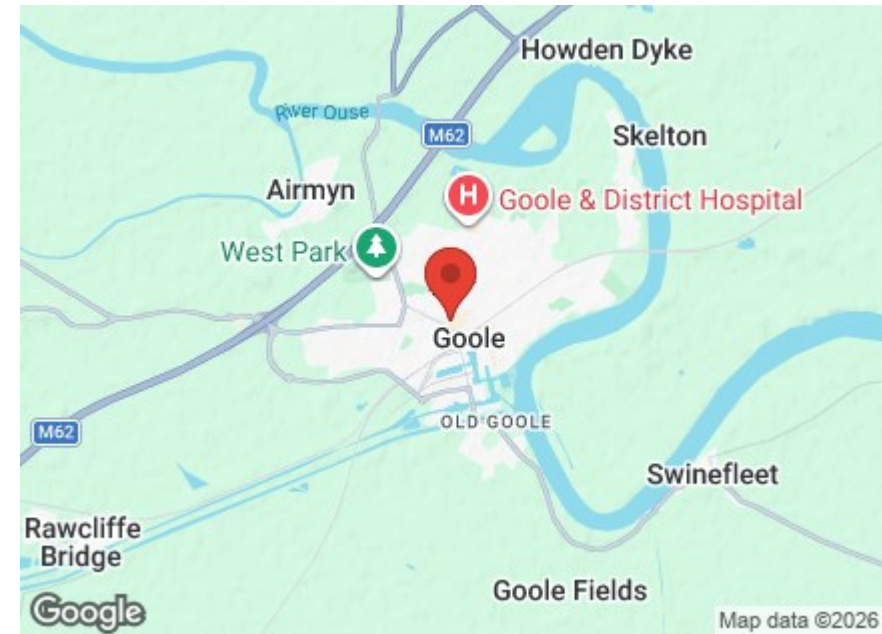 Howden Dyke
River Ouse
M62
Skelton
Airmyn
H
Goole & District Hospital
West Park
Goole
OLD GOOLE
M62
Swinefleet
Rawcliffe
Bridge
Goole Fields
Google
Map data ©2026